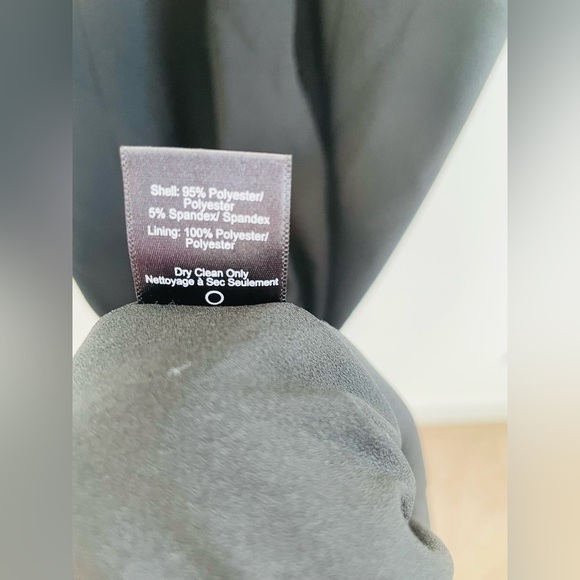 Shell: 95% Polyester/
Polyester
5% Spandex/ Spandex
Lining: 100% Polyester/
Polyester
Dry Clean Only
Nettoyage à Sec Seulement